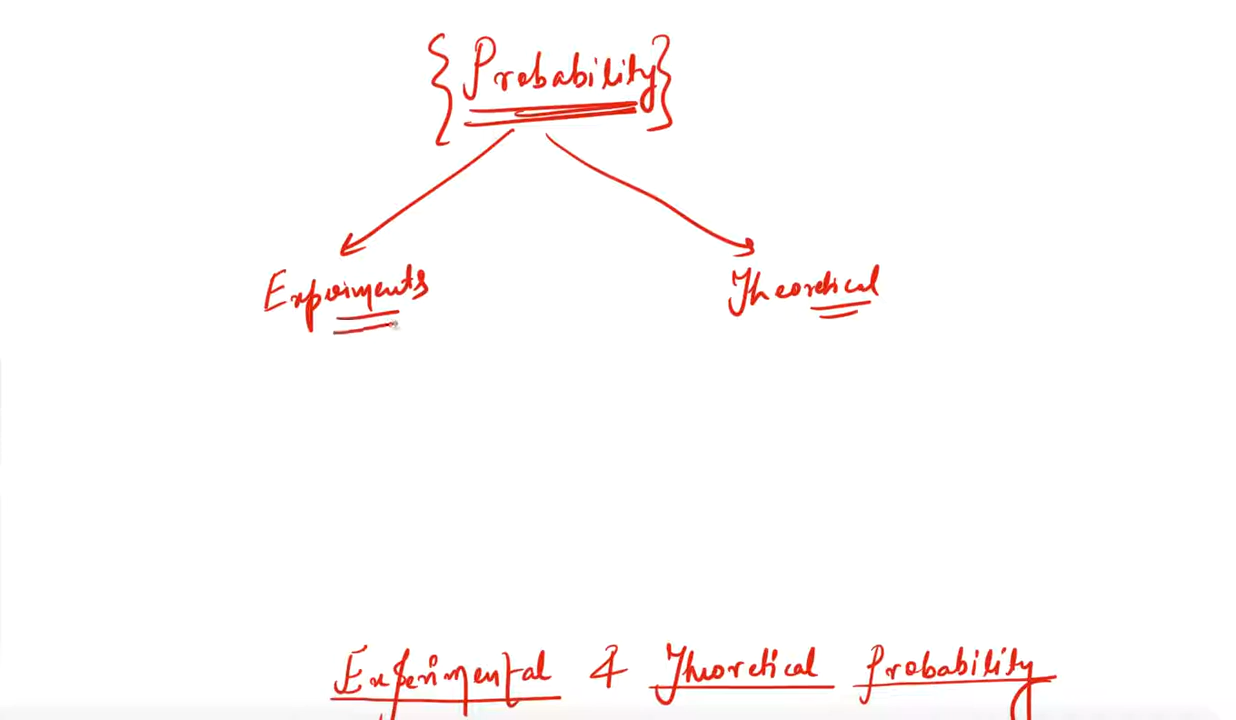 {Probability}
Experiments Theoretical
Experimental & Theoretical Probability